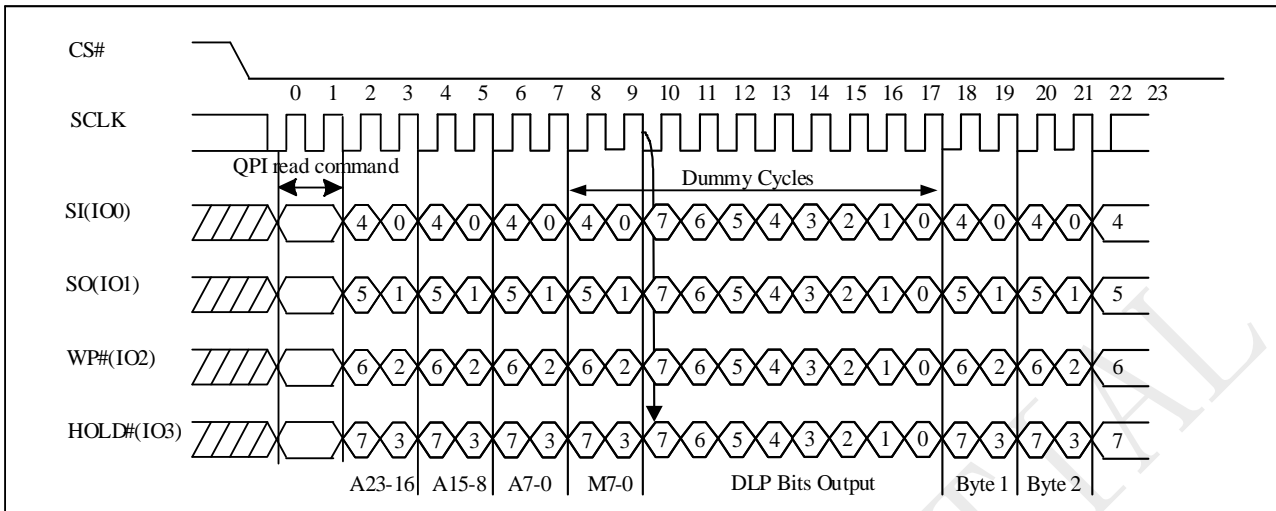 CS#
0 1 2 3 4 5 6 7 8 9 10 11 12 13 14 15 16 17 18 19 20 21 22 23
SCLK
QPI read command
Dummy Cycles
SI(IO0)
4 0 4 0 4 0 4 0 7 6 5 4 3 2 1 0 4 0 4 0 4
SO(IO1)
5 1 5 1 5 1 5 1 7 6 5 4 3 2 1 0 5 1 5 1 5
WP#(IO2)
6 2 6 2 6 2 6 2 7 6 5 4 3 2 1 0 6 2 6 2 6
HOLD#(IO3)
7 3 7 3 7 3 7 3 7 6 5 4 3 2 1 0 7 3 7 3 7
A23-16 A15-8 A7-0 M7-0 DLP Bits Output Byte 1 Byte 2
TIAL